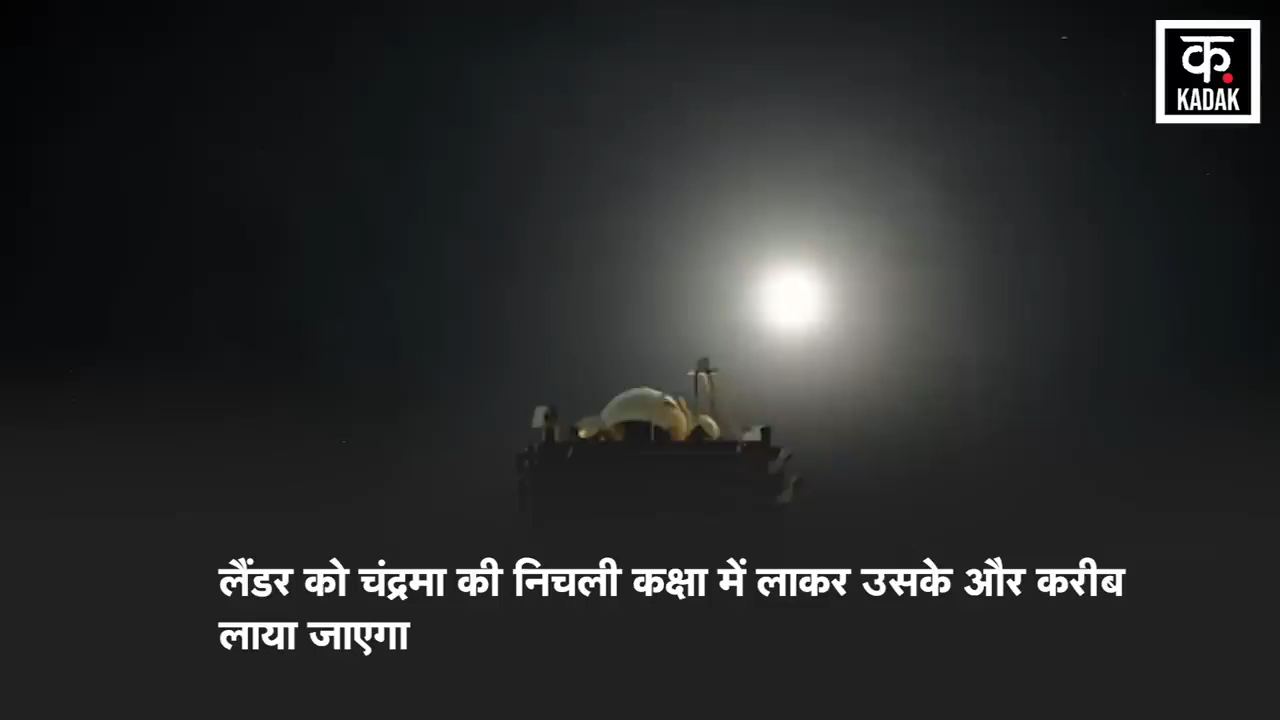 क.
KADAK
लैंडर को चंद्रमा की निचली कक्षा में लाकर उसके और करीब
लाया जाएगा